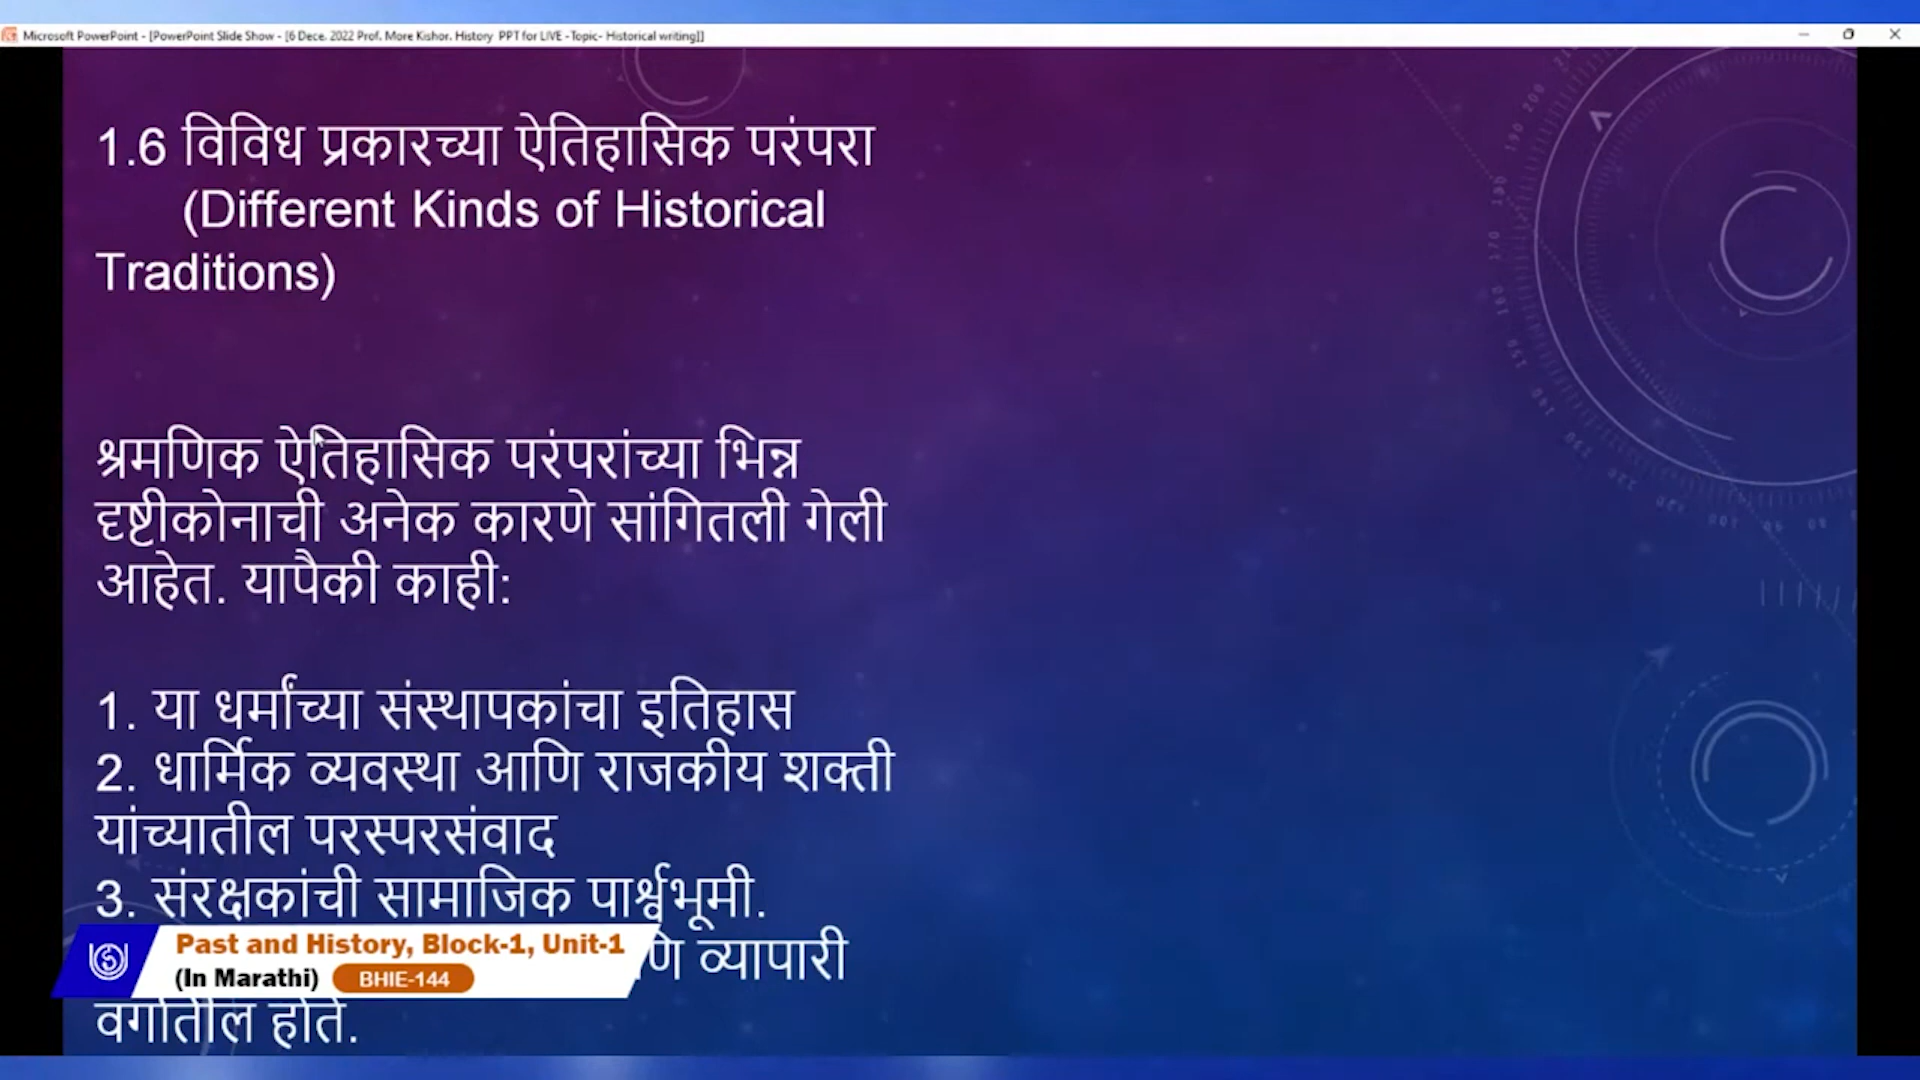 Microsoft PowerPoint - [PowerPoint Slide Show - [6 Dece. 2022 Prof. More Kishor. History PPT for LIVE -Topic- Historical writing]]
1.6 विविध प्रकारच्या ऐतिहासिक परंपरा
(Different Kinds of Historical
Traditions)
श्रमणिक ऐतिहासिक परंपरांच्या भिन्न
दृष्टीकोनाची अनेक कारणे सांगितली गेली
आहेत. यापैकी काही:
1. या धर्मांच्या संस्थापकांचा इतिहास
2. धार्मिक व्यवस्था आणि राजकीय शक्ती
यांच्यातील परस्परसंवाद
3. संरक्षकांची सामाजिक पार्श्वभूमी.
व्यापारी
Past and History, Block-1, Unit-1
(In Marathi) BHIE-144
वर्गातील होते.